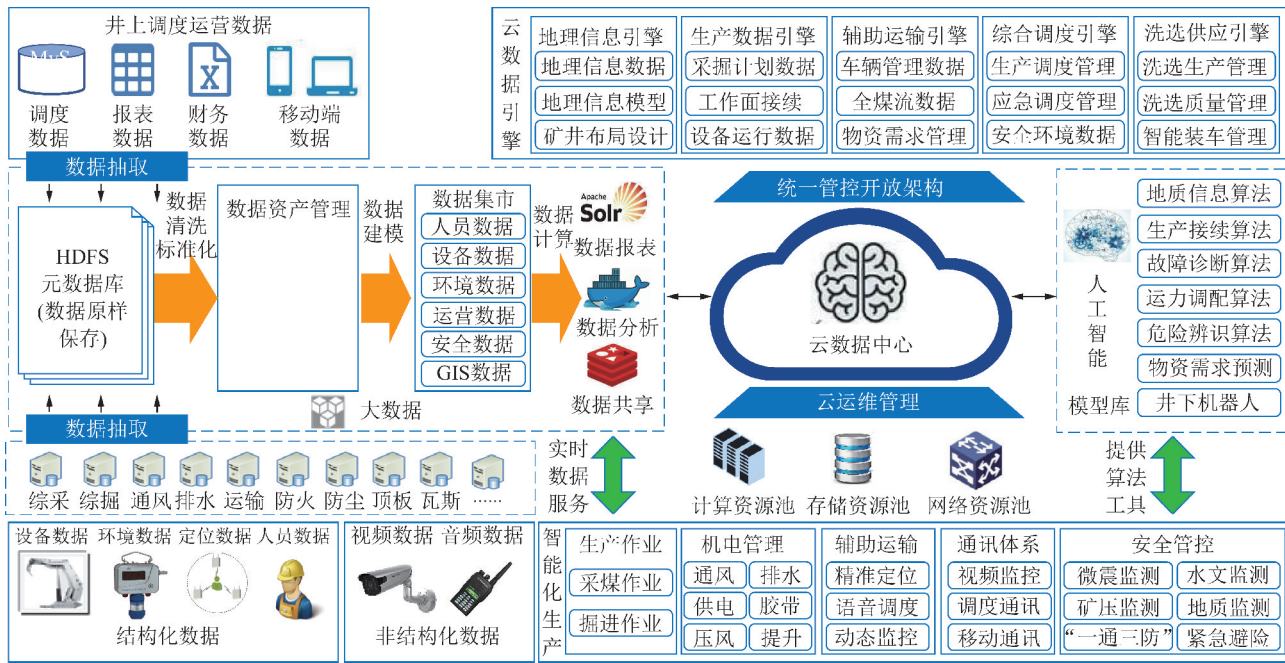 井上调度运营数据
MyS
调度
数据
报表
数据
财务
数据
移动端
数据
云数据引擎
地理信息引擎
地理信息数据
地理信息模型
矿井布局设计
生产数据引擎
采掘计划数据
工作面接续
设备运行数据
辅助运输引擎
车辆管理数据
全煤流数据
物资需求管理
综合调度引擎
生产调度管理
应急调度管理
安全环境数据
洗选供应引擎
洗选生产管理
洗选质量管理
智能装车管理
数据抽取
HDFS
元数据库
(数据原样
保存)
数据
清洗
标准化
数据资产管理
数据
建模
数据集市
人员数据
设备数据
环境数据
运营数据
安全数据
GIS数据
数据
计算
Apache
Solr
数据报表
数据分析
数据共享
大数据
统一管控开放架构
云数据中心
云运维管理
计算资源池
存储资源池
网络资源池
人工智能
模型库
地质信息算法
生产接续算法
故障诊断算法
运力调配算法
危险辨识算法
物资需求预测
井下机器人
数据抽取
综采
综掘
通风
排水
运输
防火
防尘
顶板
瓦斯
……
实时
数据
服务
提供
算法
工具
设备数据
环境数据
定位数据
人员数据
结构化数据
视频数据
音频数据
非结构化数据
智能化生产
生产作业
采煤作业
掘进作业
机电管理
通风
排水
供电
胶带
压风
提升
辅助运输
精准定位
语音调度
动态监控
通讯体系
视频监控
调度通讯
移动通讯
安全管控
微震监测
水文监测
矿压监测
地质监测
“一通三防”
紧急避险